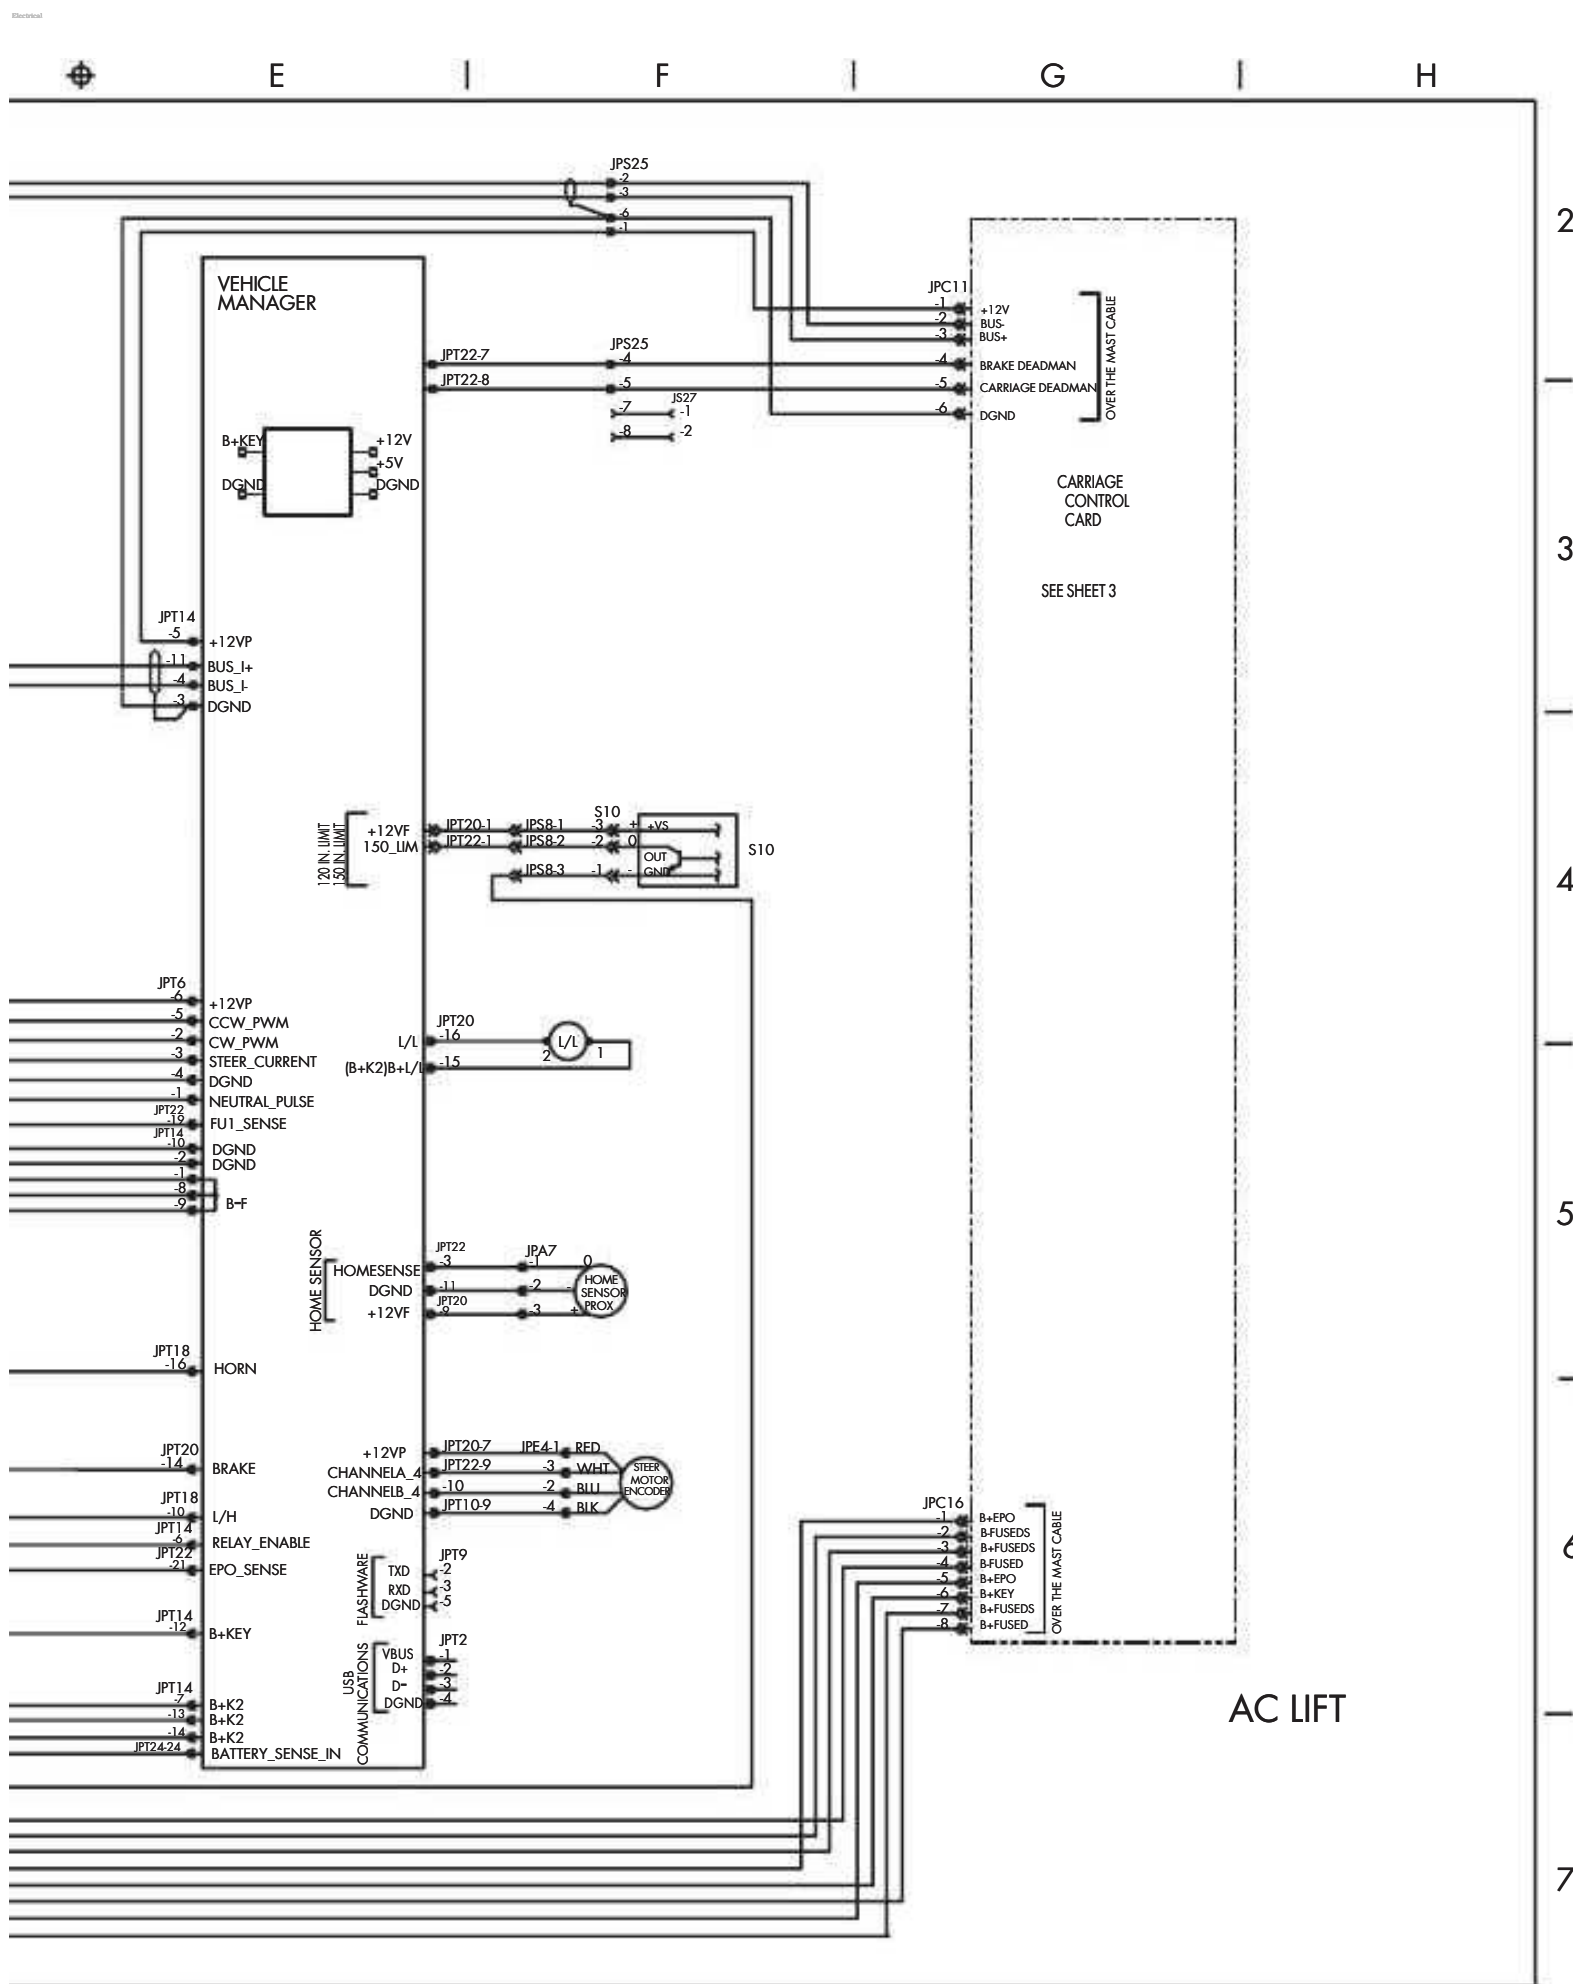 Electrical
E
F
G
H
JPS25
-2
-3
-6
-1
2
VEHICLE
MANAGER
JPC11
-1
+12V
-2
BUS-
-3
BUS+
JPT22-7
JPS25
-4
-4
BRAKE DEADMAN
JPT22-8
-5
-5
CARRIAGE DEADMAN
OVER THE MAST CABLE
JS27
-7
-1
-6
DGND
-8
-2
B+KEY
+12V
+5V
DGND
DGND
CARRIAGE
CONTROL
CARD
3
SEE SHEET 3
JPT14
-5
+12VP
-11
BUS_I+
-4
BUS_I-
-3
DGND
120 IN. LIMIT
150 IN. LIMIT
S10
+12VF
JPT20-1
JPS8-1
-3
+
+VS
150_LIM
JPT22-1
JPS8-2
-2
0
OUT
S10
JPS8-3
-1
-
GND
4
JPT6
-6
+12VP
-5
CCW_PWM
-2
CW_PWM
-3
STEER_CURRENT
-4
DGND
-1
NEUTRAL_PULSE
JPT22
-19
FU1_SENSE
JPT14
-10
DGND
-2
DGND
-1
-8
-9
B-F
JPT20
L/L
-16
2
L/L
1
(B+K2)B+L/L
-15
5
HOME SENSOR
JPT22
JPA7
HOMESENSE
-3
-1
0
DGND
-11
-2
-
HOME
SENSOR
PROX
JPT20
+12VF
-9
-3
+
JPT18
-16
HORN
JPT20
-14
BRAKE
+12VP
JPT20-7
JPE4-1
RED
CHANNELA_4
JPT22-9
-3
WHT
CHANNELB_4
-10
-2
BLU
DGND
JPT10-9
-4
BLK
STEER
MOTOR
ENCODER
JPT18
-10
L/H
JPT14
-6
RELAY_ENABLE
JPT22
-21
EPO_SENSE
FLASHWARE
JPT9
TXD
-2
RXD
-3
DGND
-5
JPC16
-1
B+EPO
-2
B-FUSEDS
-3
B+FUSEDS
-4
B-FUSED
-5
B+EPO
-6
B+KEY
-7
B+FUSEDS
-8
B+FUSED
OVER THE MAST CABLE
6
JPT14
-12
B+KEY
USB
COMMUNICATIONS
JPT2
VBUS
-1
D+
-2
D-
-3
DGND
-4
JPT14
-7
B+K2
-13
B+K2
-14
B+K2
JPT24-24
BATTERY_SENSE_IN
AC LIFT
7